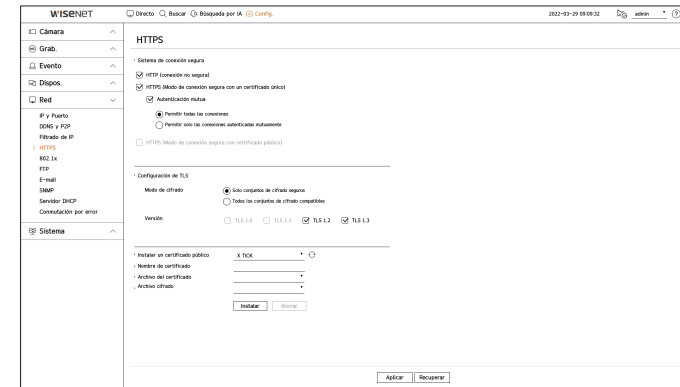 WISENET
Directo Buscar Búsqueda por IA Config. 2022-03-29 09:09:32 admin
Cámara
Grab.
Evento
Dispos.
Red
IP y Puerto
DDNS y P2P
Filtrado de IP
> HTTPS
802.1x
FTP
E-mail
SNMP
Servidor DHCP
Conmutación por error
Sistema
HTTPS
Sistema de conexión segura
HTTP (conexión no segura)
HTTPS (Modo de conexión segura con un certificado único)
Autenticación mutua
Permitir todas las conexiones
Permitir solo las conexiones autenticadas mutuamente
HTTPS (Modo de conexión segura con certificado público)
Configuración de TLS
Modo de cifrado Solo conjuntos de cifrado seguros
Todos los conjuntos de cifrado compatibles
Versión TLS 1.0 TLS 1.1 TLS 1.2 TLS 1.3
Instalar un certificado público X TICK
Nombre de certificado
Archivo del certificado
Archivo cifrado
Instalar Borrar
Aplicar Recuperar